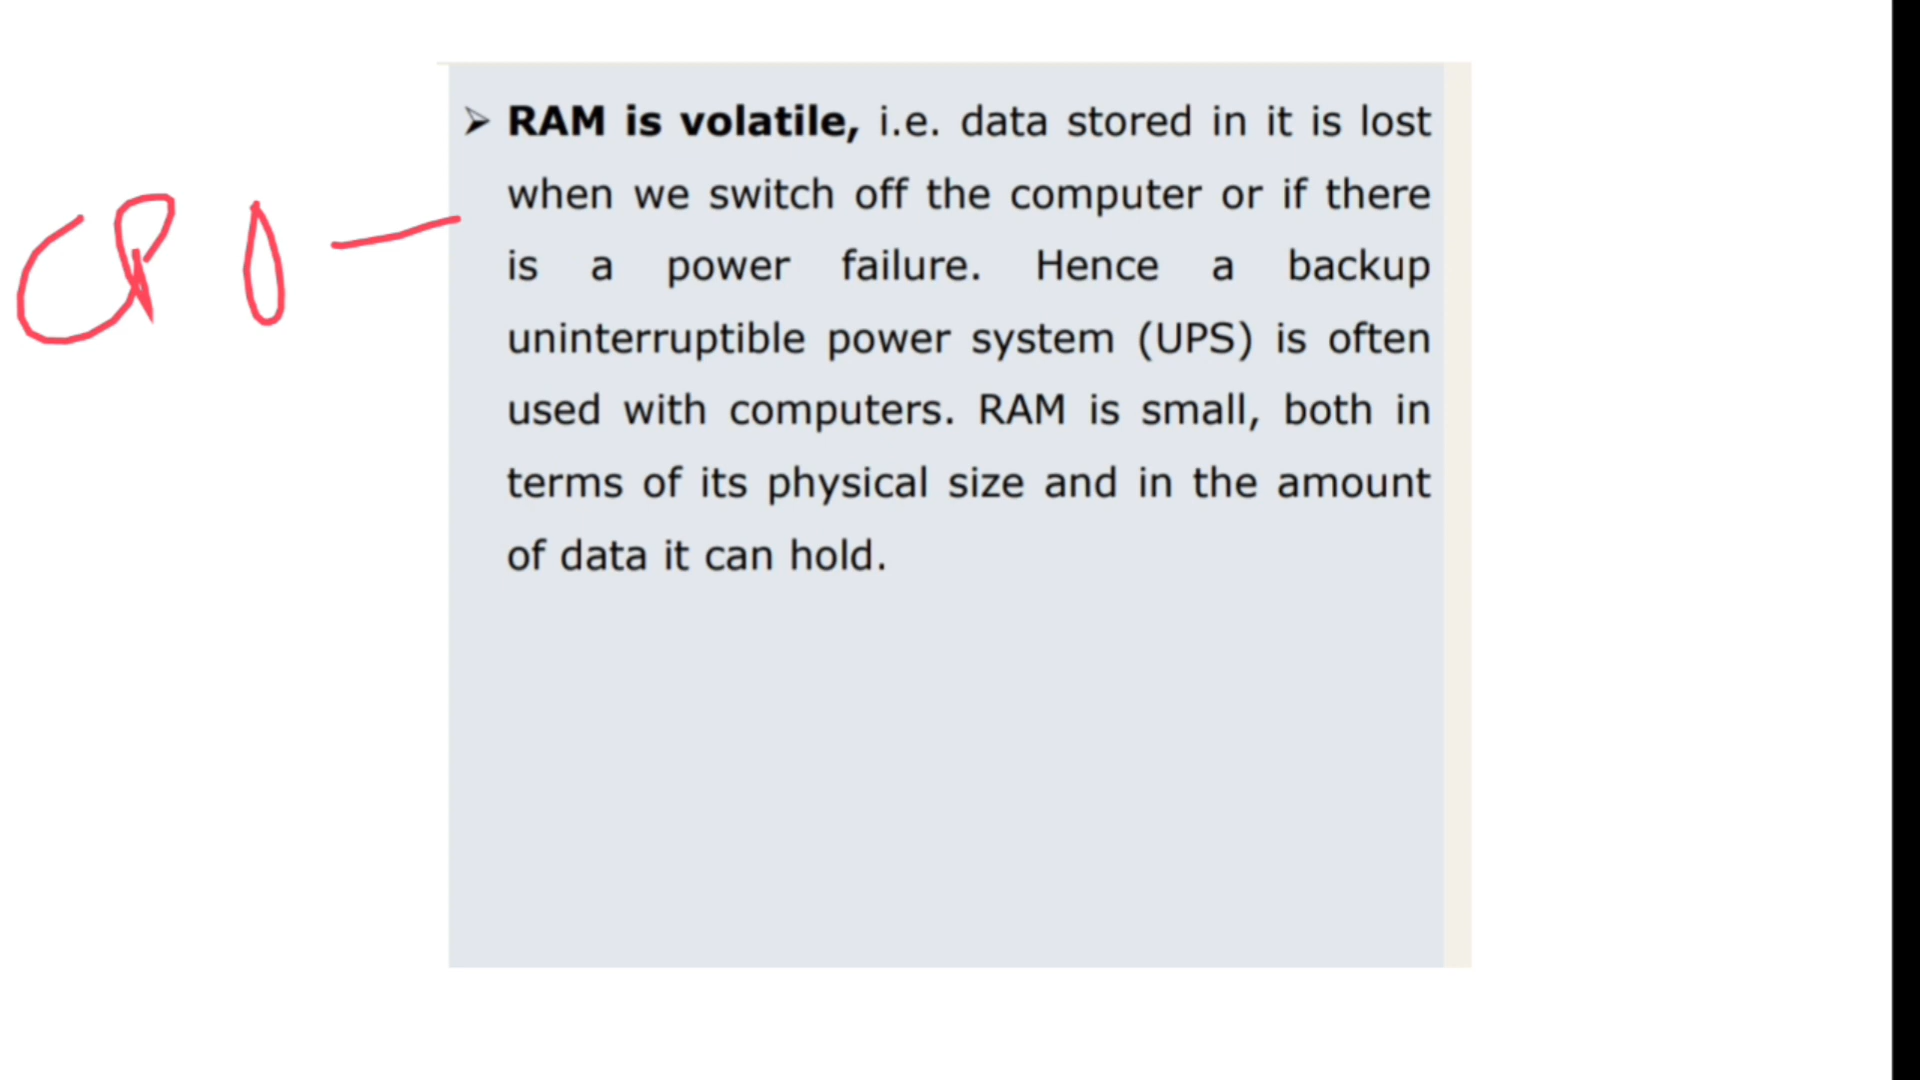 ➢ RAM is volatile, i.e. data stored in it is lost
when we switch off the computer or if there
is a power failure. Hence a backup
uninterruptible power system (UPS) is often
used with computers. RAM is small, both in
terms of its physical size and in the amount
of data it can hold.